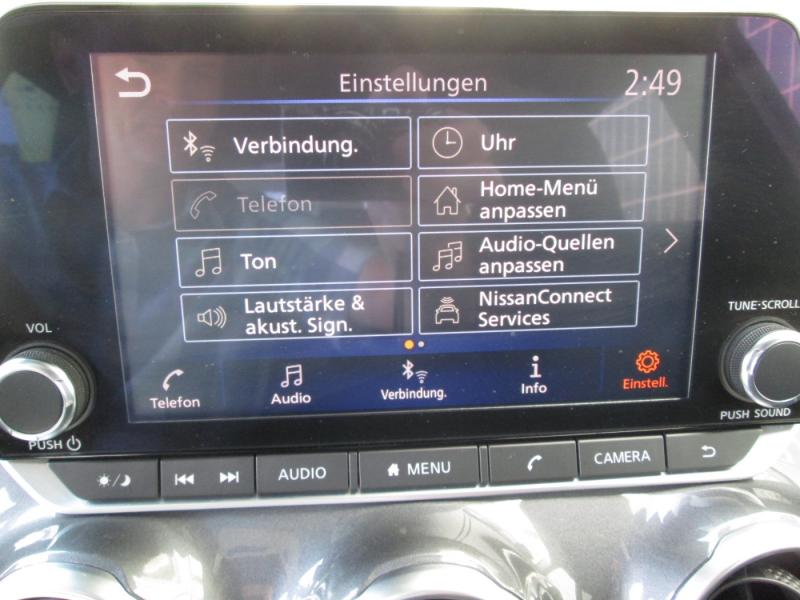 Einstellungen
2:49
Verbindung.
Uhr
Telefon
Home-Menü
anpassen
Ton
Audio-Quellen
anpassen
Lautstärke &
akust. Sign.
NissanConnect
Services
Telefon
Audio
Verbindung.
Info
Einstell.
VOL
PUSH
TUNE·SCROLL
PUSH SOUND
AUDIO
MENU
CAMERA